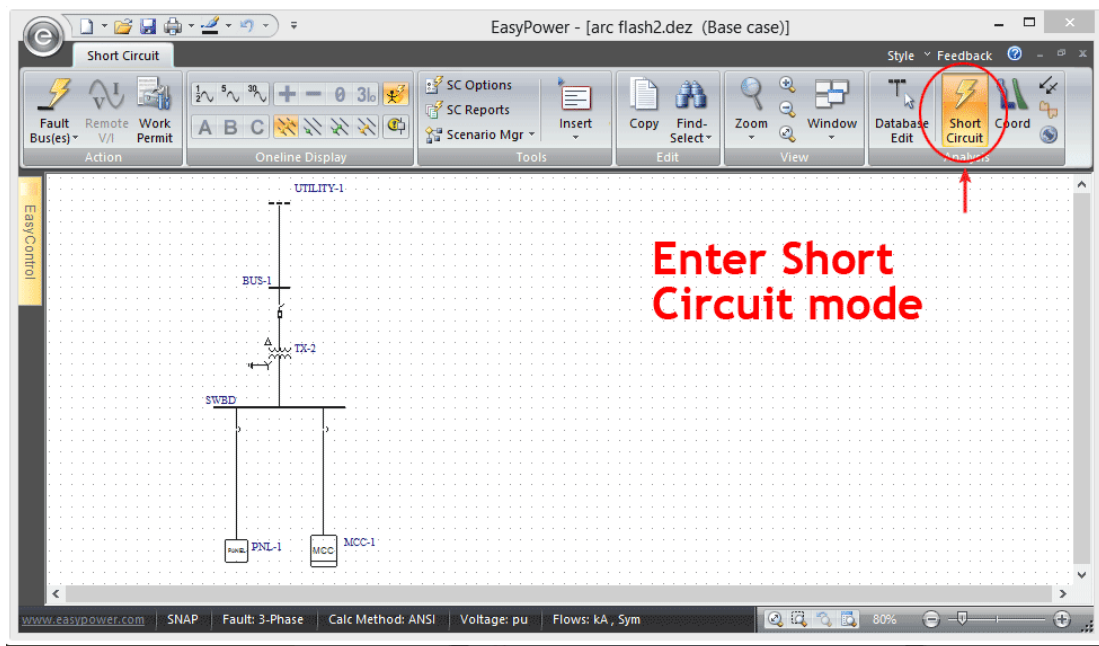 EasyPower - [arc flash2.dez (Base case)]
Short Circuit
Style
Feedback
Fault
Bus(es)
Remote
V/I
Work
Permit
Action
A B C
Oneline Display
SC Options
SC Reports
Scenario Mgr
Insert
Tools
Copy
Find-
Select
Edit
Zoom
Window
View
Database
Edit
Short
Circuit
Coord
Analysis
EasyControl
UTILITY-1
BUS-1
TX-2
SWBD
PANEL
PNL-1
MCC
MCC-1
Enter Short
Circuit mode
www.easypower.com
SNAP
Fault: 3-Phase
Calc Method: ANSI
Voltage: pu
Flows: kA , Sym
80%